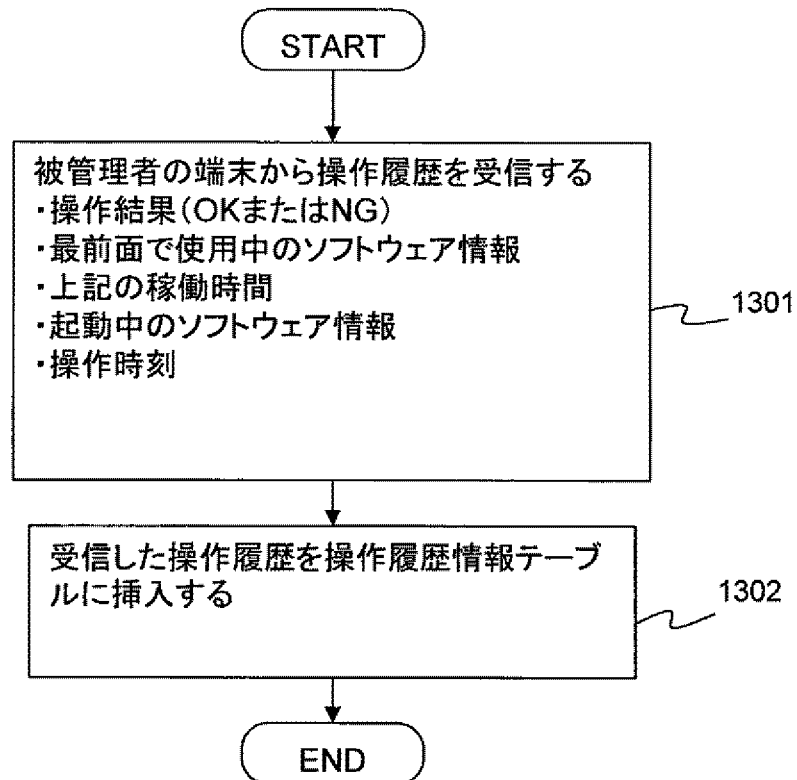 START
被管理者の端末から操作履歴を受信する
・操作結果(OKまたはNG)
・最前面で使用中のソフトウェア情報
・上記の稼働時間
・起動中のソフトウェア情報
・操作時刻
1301
受信した操作履歴を操作履歴情報テーブ
ルに挿入する
1302
END